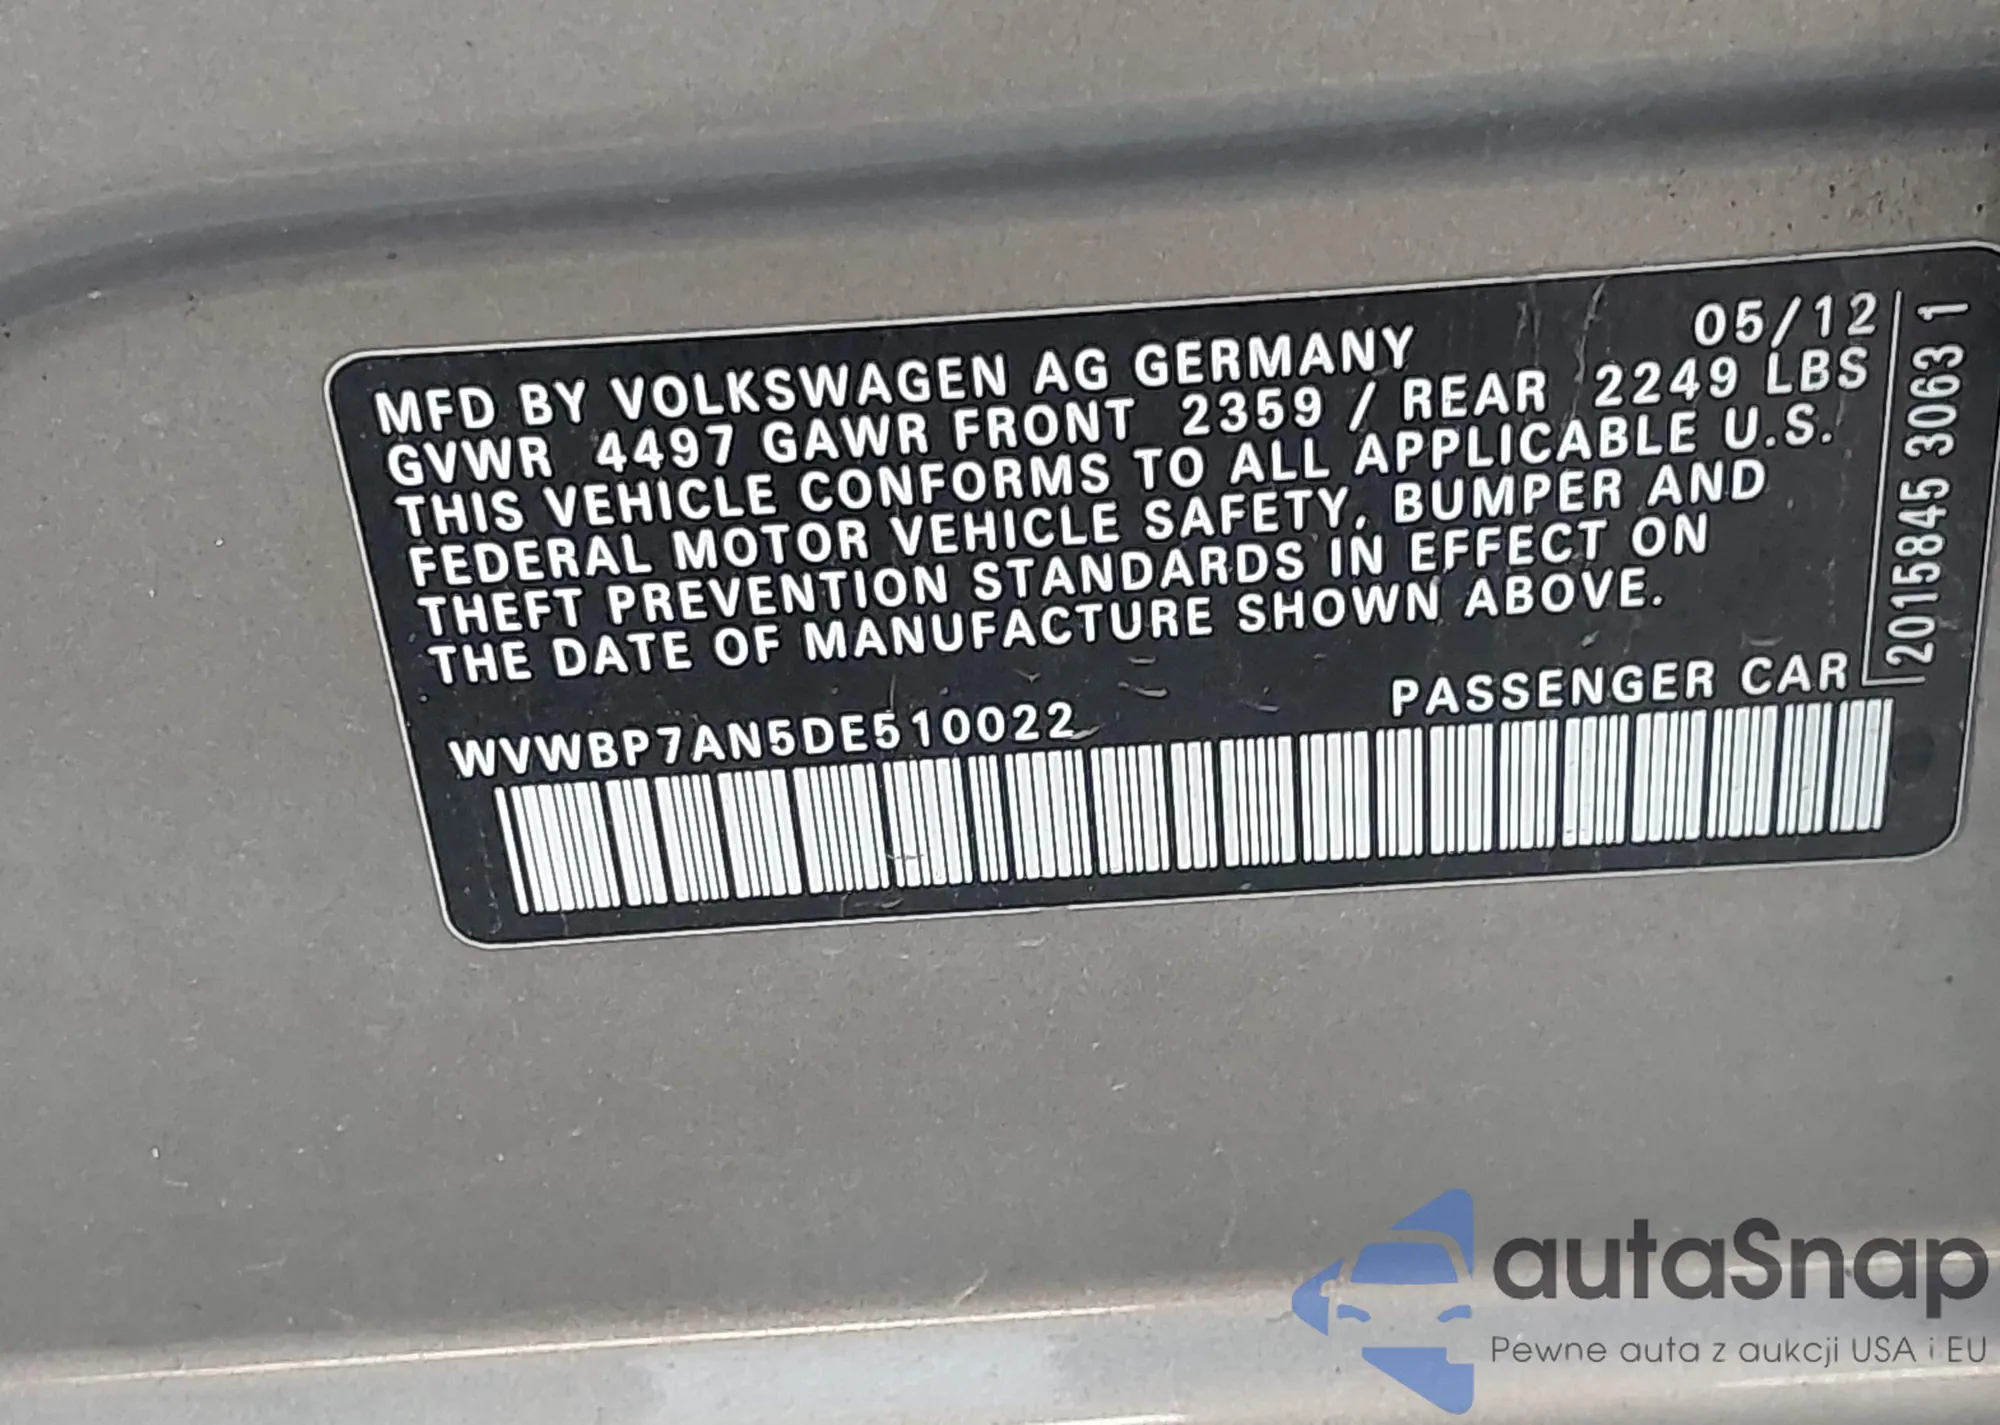 MFD BY VOLKSWAGEN AG GERMANY 05/12
GVWR 4497 GAWR FRONT 2359 / REAR 2249 LBS
THIS VEHICLE CONFORMS TO ALL APPLICABLE U.S.
FEDERAL MOTOR VEHICLE SAFETY, BUMPER AND
THEFT PREVENTION STANDARDS IN EFFECT ON
THE DATE OF MANUFACTURE SHOWN ABOVE.
WVWBP7AN5DE510022 PASSENGER CAR
2015845 3063 1
autaSnap
Pewne auta z aukcji USA i EU